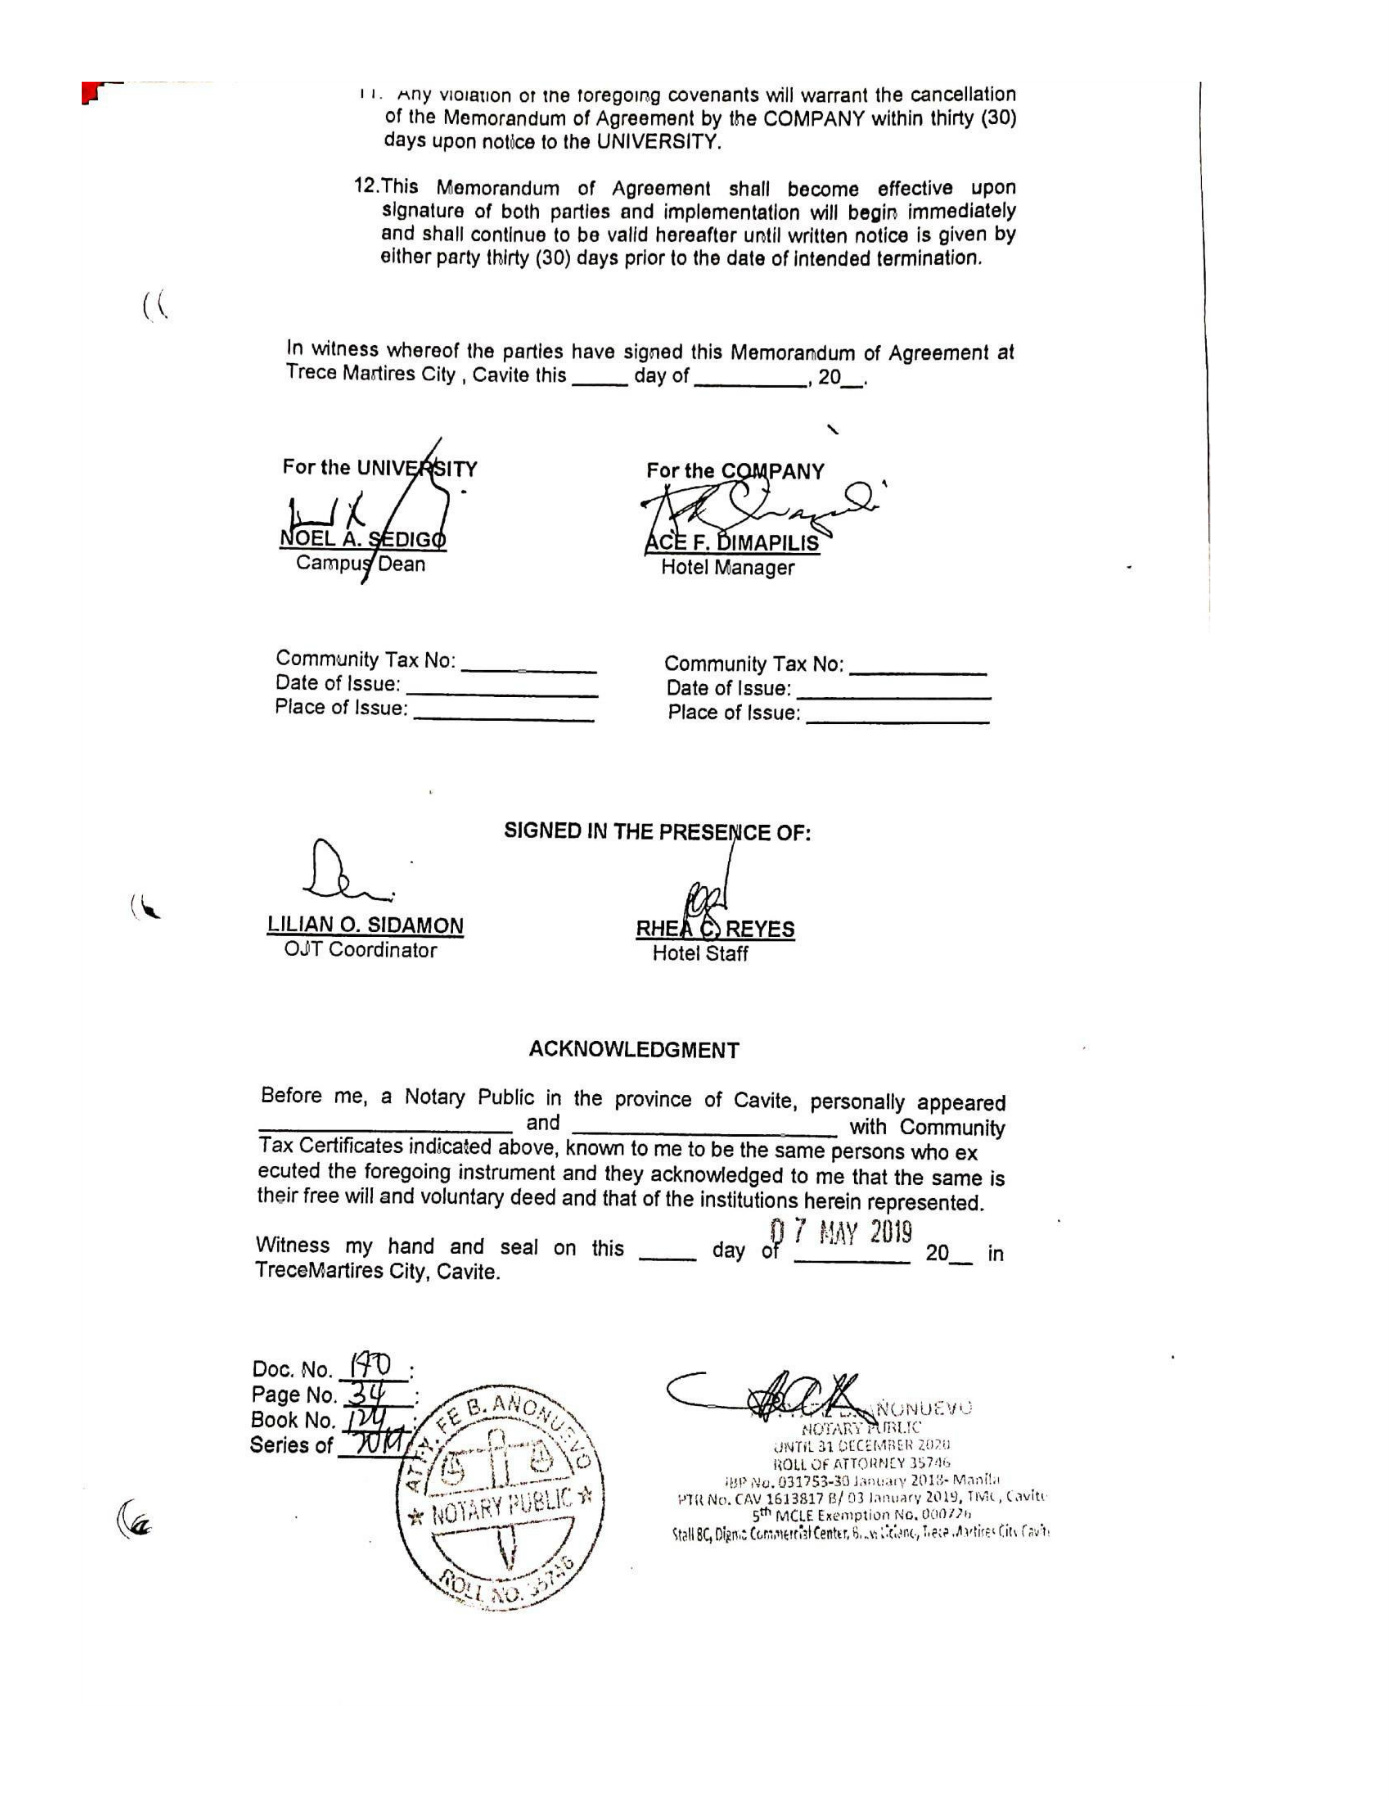 11. Any violation of the foregoing covenants will warrant the cancellation
of the Memorandum of Agreement by the COMPANY within thirty (30)
days upon notice to the UNIVERSITY.
12.This Memorandum of Agreement shall become effective upon
signature of both parties and implementation will begin immediately
and shall continue to be valid hereafter until written notice is given by
either party thirty (30) days prior to the date of intended termination.
In witness whereof the parties have signed this Memorandum of Agreement at
Trece Martires City , Cavite this _____ day of __________, 20__.
For the UNIVERSITY
NOEL A. SEDIGO
Campus Dean
For the COMPANY
ACE F. DIMAPILIS
Hotel Manager
Community Tax No: ____________
Date of Issue: _________________
Place of Issue: ________________
Community Tax No: ____________
Date of Issue: _________________
Place of Issue: ________________
SIGNED IN THE PRESENCE OF:
LILIAN O. SIDAMON
OJT Coordinator
RHEA C. REYES
Hotel Staff
ACKNOWLEDGMENT
Before me, a Notary Public in the province of Cavite, personally appeared
_______________________ and ________________________ with Community
Tax Certificates indicated above, known to me to be the same persons who ex
ecuted the foregoing instrument and they acknowledged to me that the same is
their free will and voluntary deed and that of the institutions herein represented.
07 MAY 2019
Witness my hand and seal on this _____ day of __________ 20__ in
TreceMartires City, Cavite.
Doc. No. 170 :
Page No. 34 :
Book No. 124 :
Series of 2019
ATTY. FE B. AÑONUEVO
NOTARY PUBLIC
ROLL NO. 35746
AÑONUEVO
NOTARY PUBLIC
UNTIL 31 DECEMBER 2020
ROLL OF ATTORNEY 35746
IBP No. 031753-30 January 2018- Manila
PTR No. CAV 1613817 B/ 03 January 2019, TMC, Cavite
5th MCLE Exemption No. 000726
Stall 8C, Commercial Center, Trece Martires City Cavite